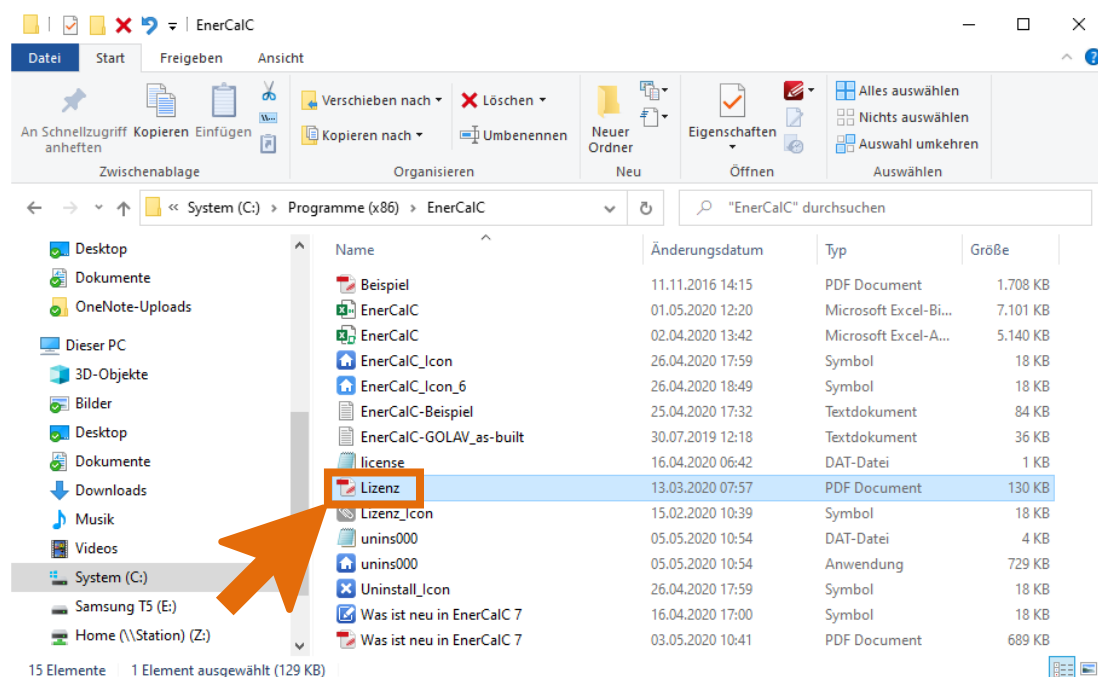 EnerCalC
Datei Start Freigeben Ansicht
An Schnellzugriff anheften
Kopieren
Einfügen
Zwischenablage
Verschieben nach
Kopieren nach
Löschen
Umbenennen
Organisieren
Neuer Ordner
Neu
Eigenschaften
Öffnen
Alles auswählen
Nichts auswählen
Auswahl umkehren
Auswählen
« System (C:) > Programme (x86) > EnerCalC
"EnerCalC" durchsuchen
Desktop
Dokumente
OneNote-Uploads
Dieser PC
3D-Objekte
Bilder
Desktop
Dokumente
Downloads
Musik
Videos
System (C:)
Samsung T5 (E:)
Home (\\Station) (Z:)
Name Änderungsdatum Typ Größe
Beispiel 11.11.2016 14:15 PDF Document 1.708 KB
EnerCalC 01.05.2020 12:20 Microsoft Excel-Bi... 7.101 KB
EnerCalC 02.04.2020 13:42 Microsoft Excel-A... 5.140 KB
EnerCalC_Icon 26.04.2020 17:59 Symbol 18 KB
EnerCalC_Icon_6 26.04.2020 18:49 Symbol 18 KB
EnerCalC-Beispiel 25.04.2020 17:32 Textdokument 84 KB
EnerCalC-GOLAV_as-built 30.07.2019 12:18 Textdokument 36 KB
license 16.04.2020 06:42 DAT-Datei 1 KB
Lizenz 13.03.2020 07:57 PDF Document 130 KB
Lizenz_Icon 15.02.2020 10:39 Symbol 18 KB
unins000 05.05.2020 10:54 DAT-Datei 4 KB
unins000 05.05.2020 10:54 Anwendung 729 KB
Uninstall_Icon 26.04.2020 17:59 Symbol 18 KB
Was ist neu in EnerCalC 7 16.04.2020 17:00 Symbol 18 KB
Was ist neu in EnerCalC 7 03.05.2020 10:41 PDF Document 689 KB
15 Elemente 1 Element ausgewählt (129 KB)